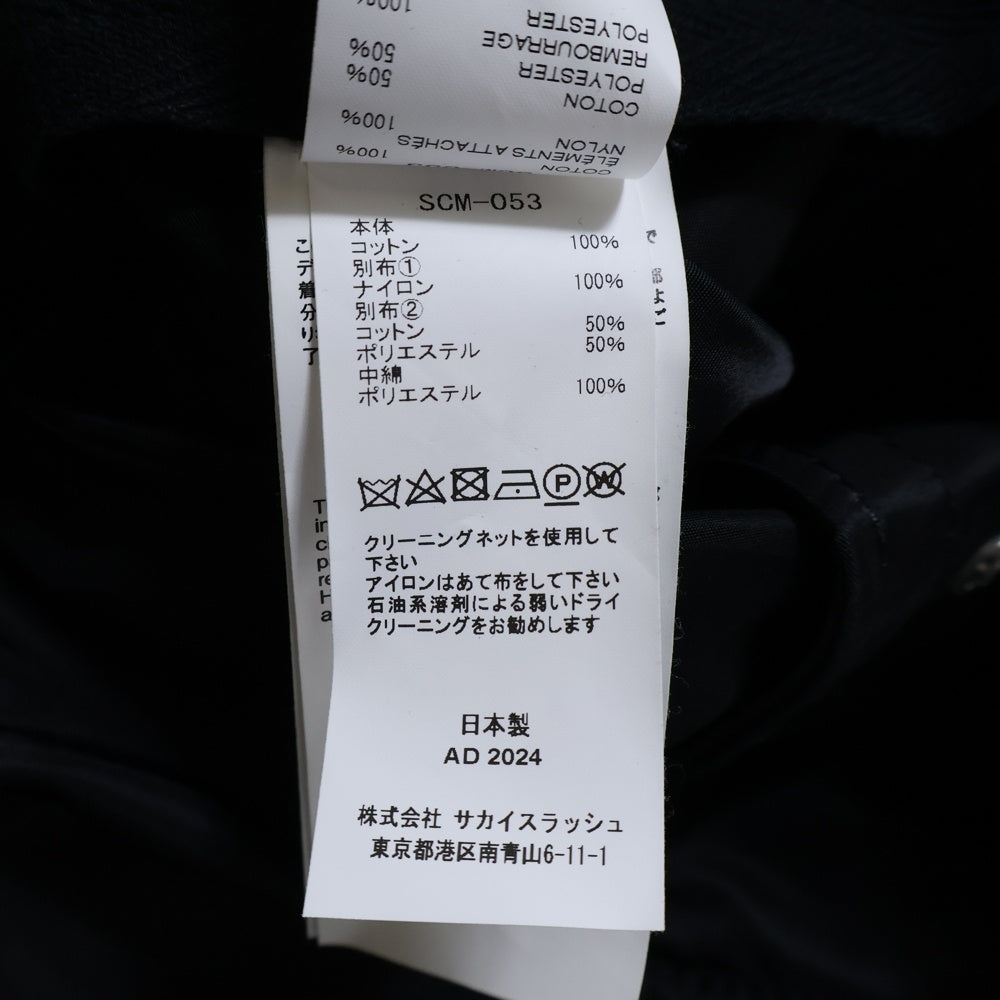 100%
POLYESTER
REMBOURRAGE
50%
POLYESTER
50%
COTON
100%
NYLON
ÉLÉMENTS ATTACHÉS
100%
COTON
SCM-053
本体
コットン 100%
別布①
ナイロン 100%
別布②
コットン 50%
ポリエステル 50%
中綿
ポリエステル 100%
クリーニングネットを使用して
下さい
アイロンはあて布をして下さい
石油系溶剤による弱いドライ
クリーニングをお勧めします
日本製
AD 2024
株式会社 サカイスラッシュ
東京都港区南青山6-11-1